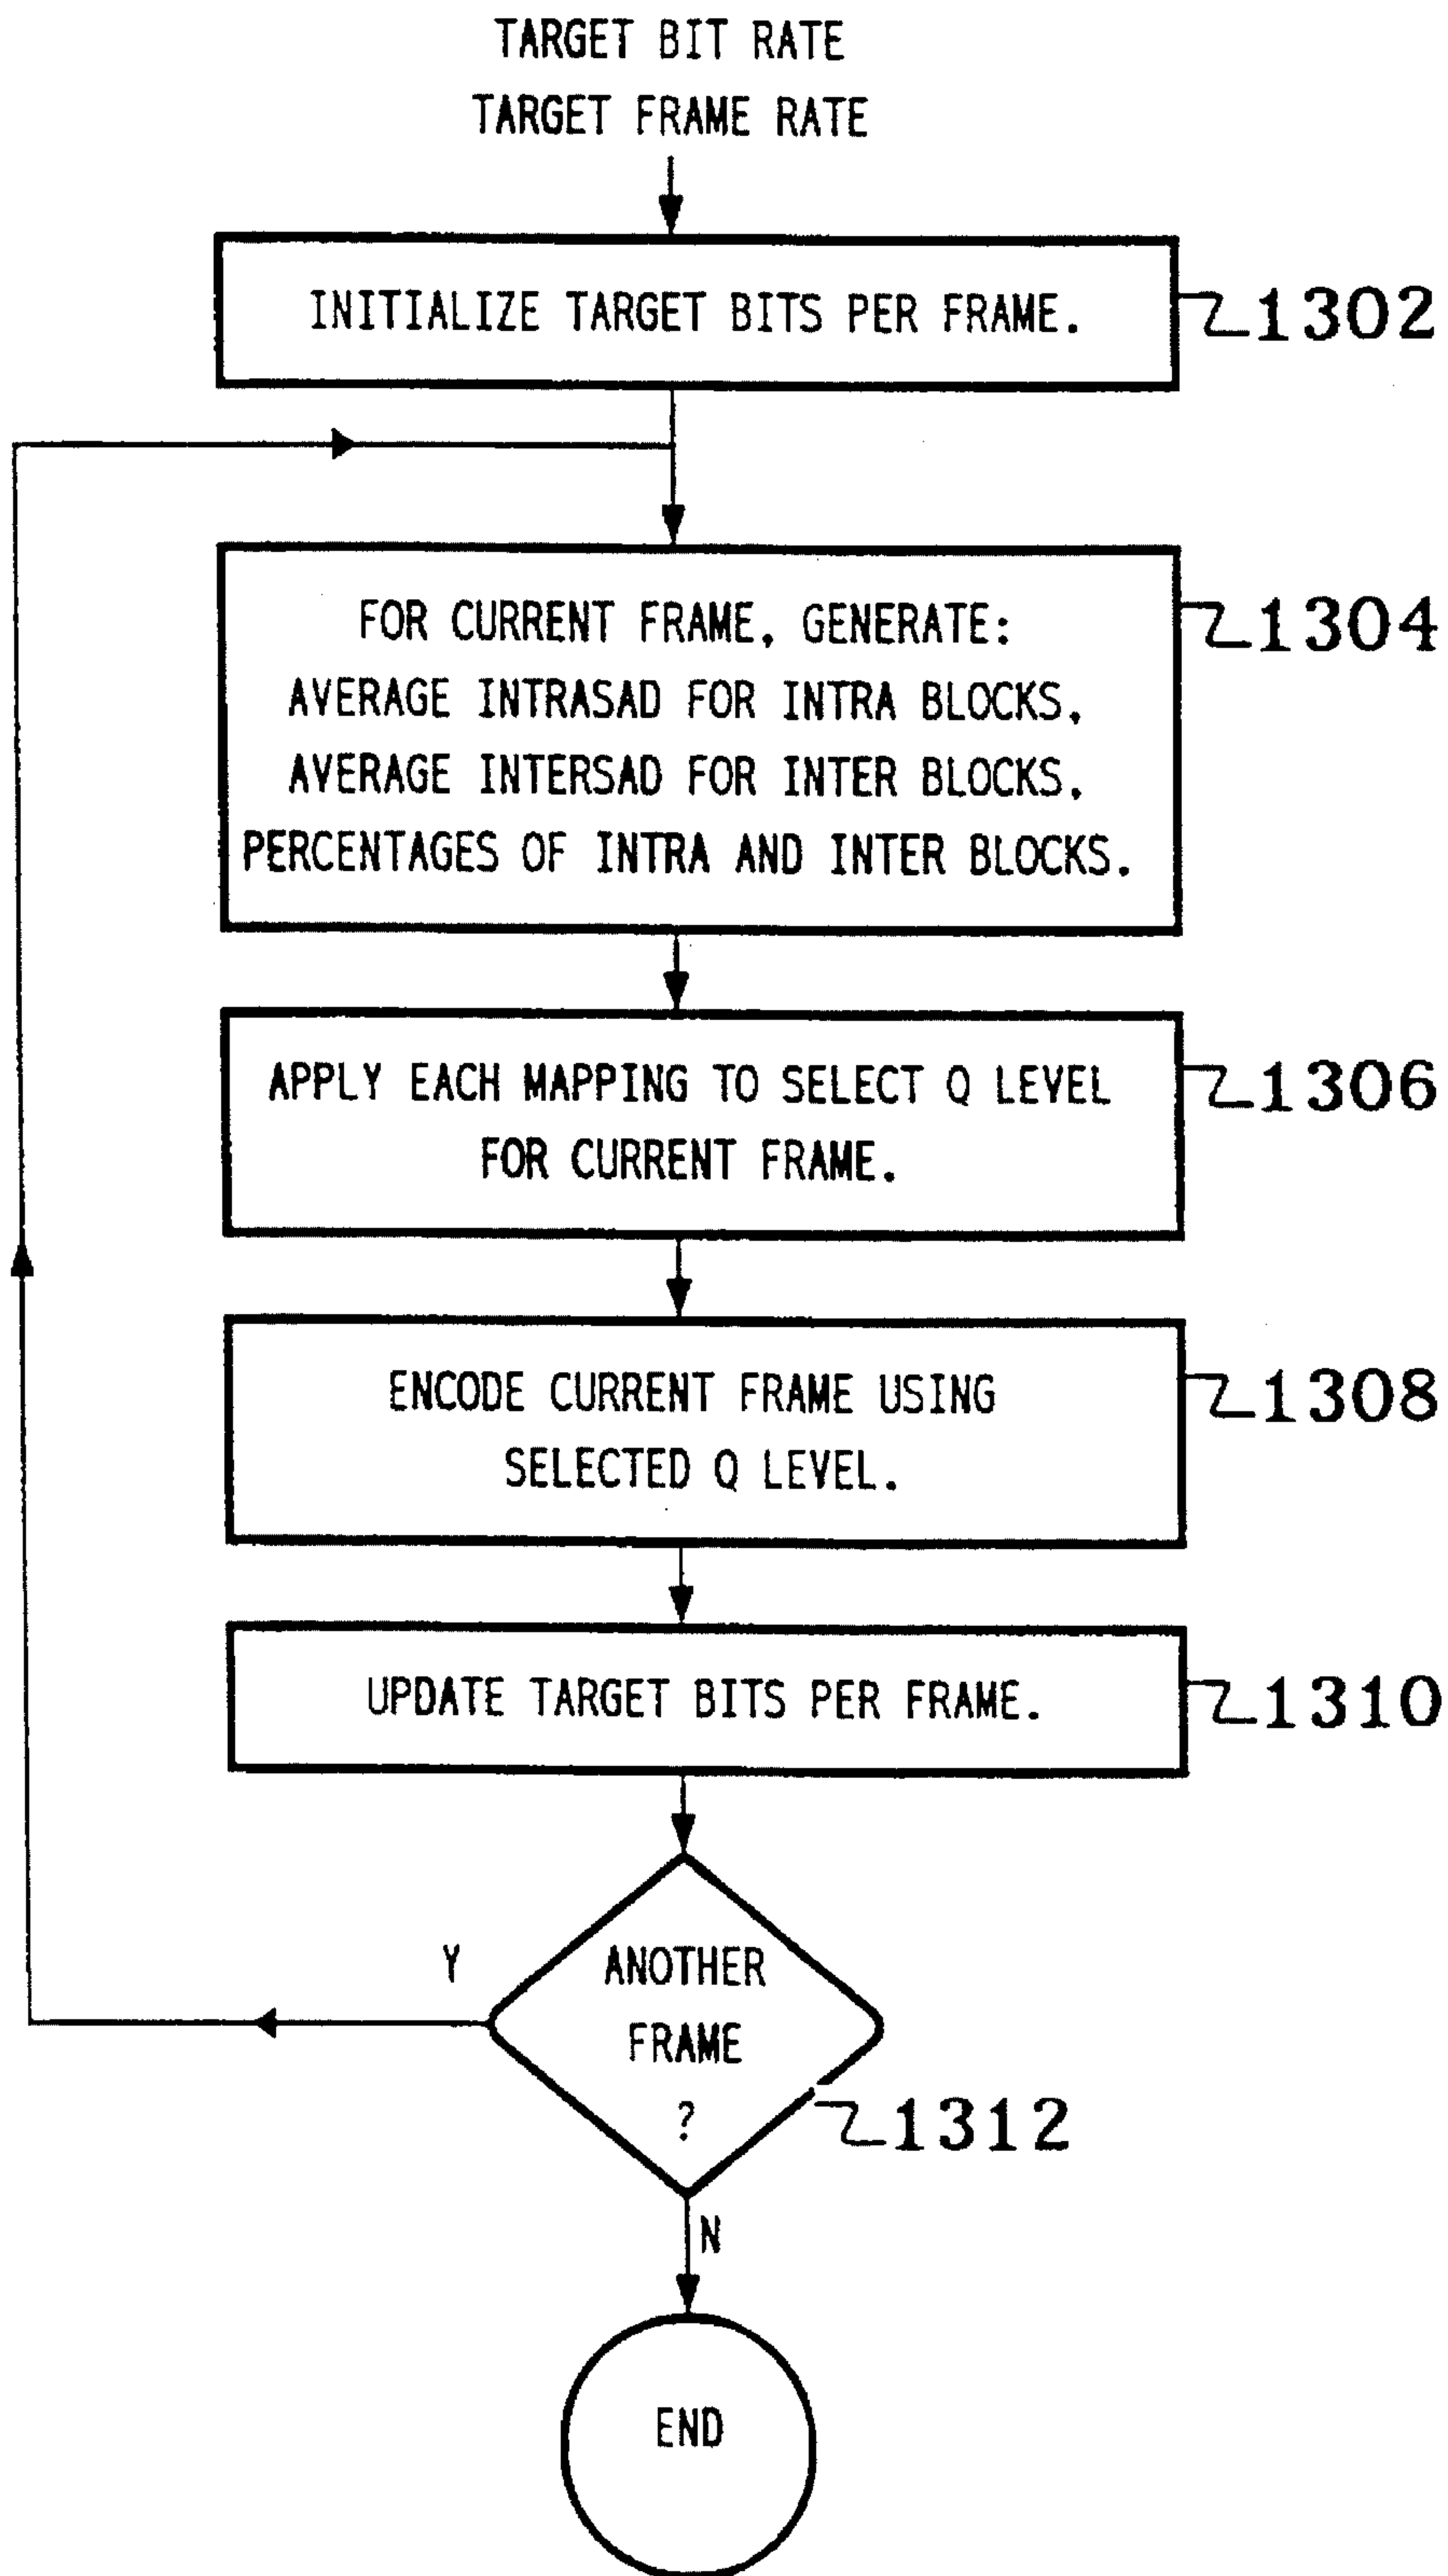 TARGET BIT RATE
TARGET FRAME RATE
INITIALIZE TARGET BITS PER FRAME.
1302
FOR CURRENT FRAME, GENERATE:
1304
AVERAGE INTRASAD FOR INTRA BLOCKS.
AVERAGE INTERSAD FOR INTER BLOCKS.
PERCENTAGES OF INTRA AND INTER BLOCKS.
APPLY EACH MAPPING TO SELECT Q LEVEL
1306
FOR CURRENT FRAME.
ENCODE CURRENT FRAME USING
1308
SELECTED Q LEVEL.
UPDATE TARGET BITS PER FRAME.
1310
Y
ANOTHER
FRAME
?
1312
N
END